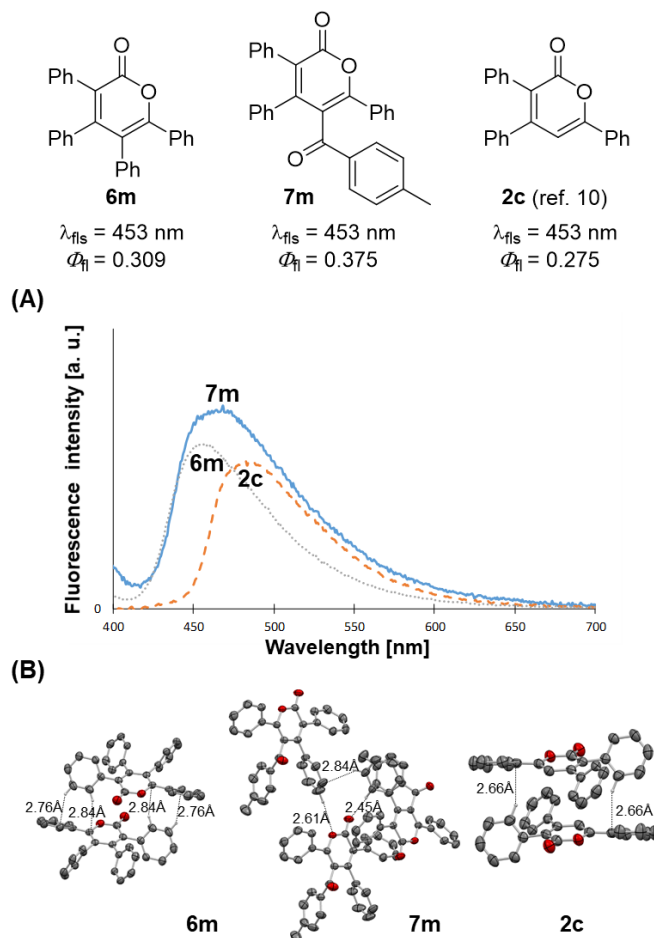 O
Ph
O
Ph
Ph
Ph
6m
λfls = 453 nm
Φfl = 0.309
O
Ph
O
Ph
Ph
O
7m
λfls = 453 nm
Φfl = 0.375
O
Ph
O
Ph
Ph
2c (ref. 10)
λfls = 453 nm
Φfl = 0.275
(A)
Fluorescence intensity [a. u.]
7m
6m
2c
0
400 450 500 550 600 650 700
Wavelength [nm]
(B)
2.76Å
2.84Å
2.84Å
2.76Å
6m
2.84Å
2.61Å
2.45Å
7m
2.66Å
2.66Å
2c